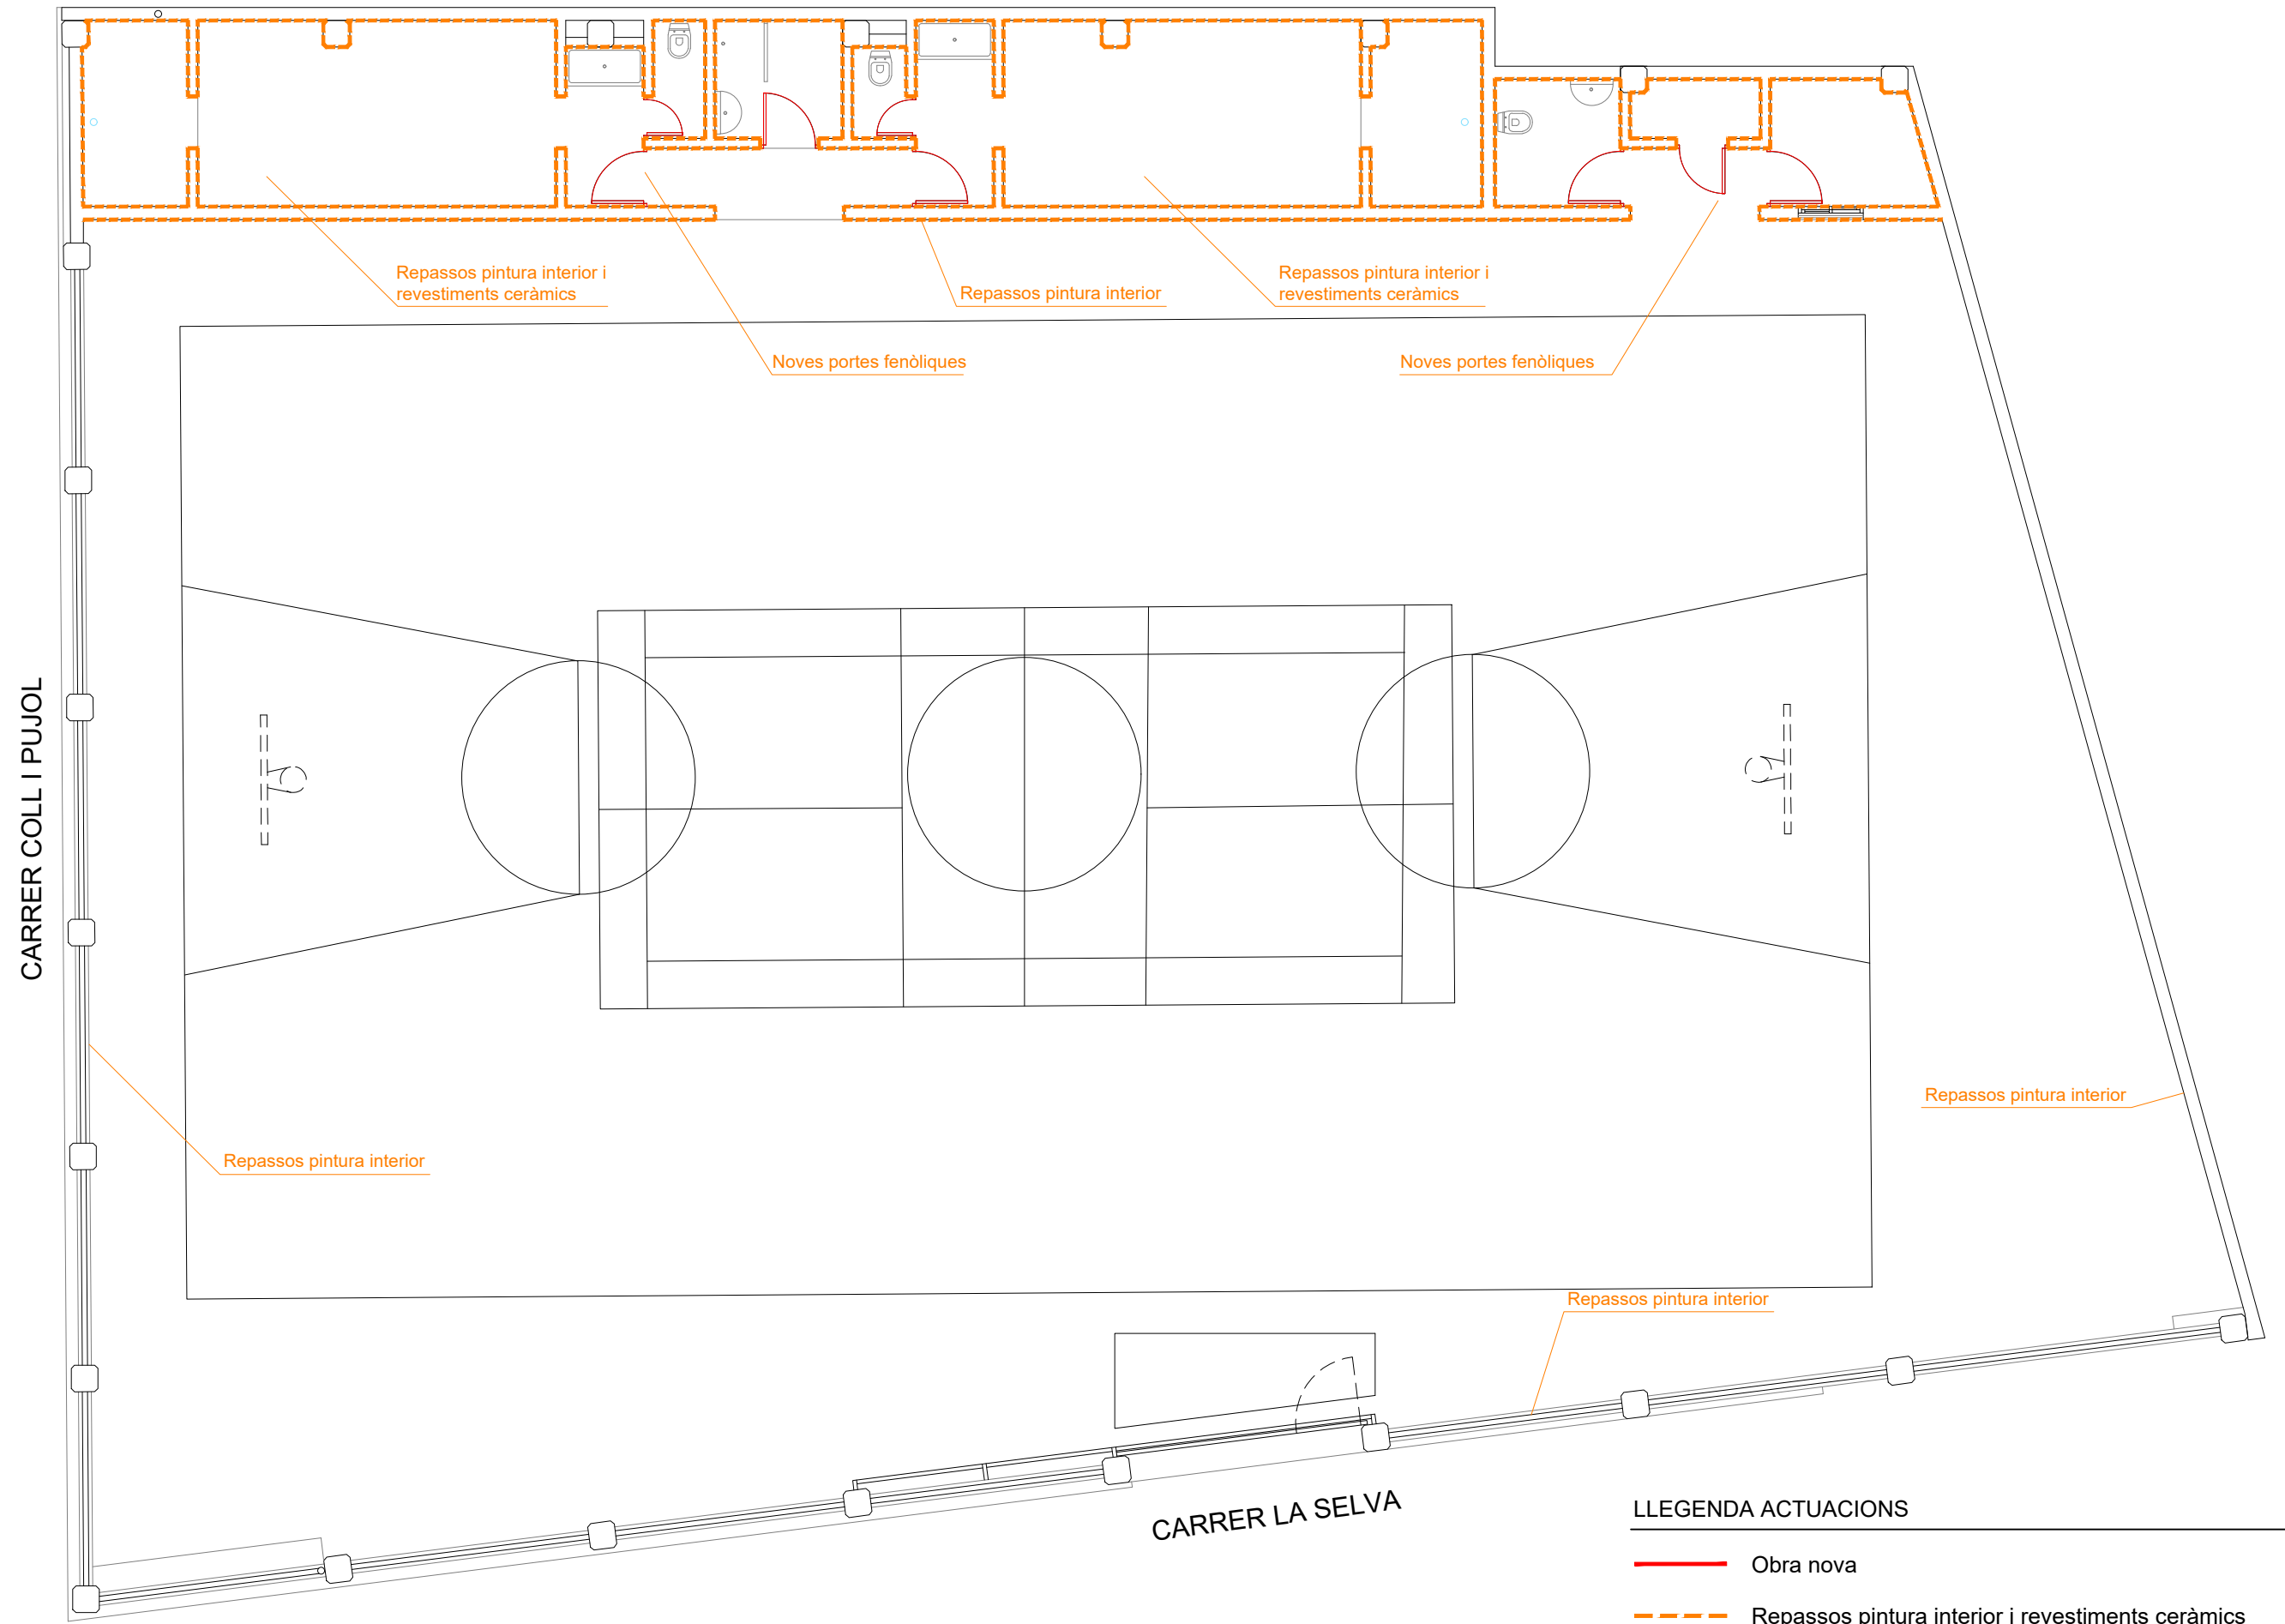 Repassos pintura interior i
revestiments ceràmics
Repassos pintura interior
Repassos pintura interior i
revestiments ceràmics
Noves portes fenòliques
Noves portes fenòliques
CARRER COLL I PUJOL
Repassos pintura interior
Repassos pintura interior
Repassos pintura interior
CARRER LA SELVA
LLEGENDA ACTUACIONS
Obra nova
Repassos pintura interior i revestiments ceràmics